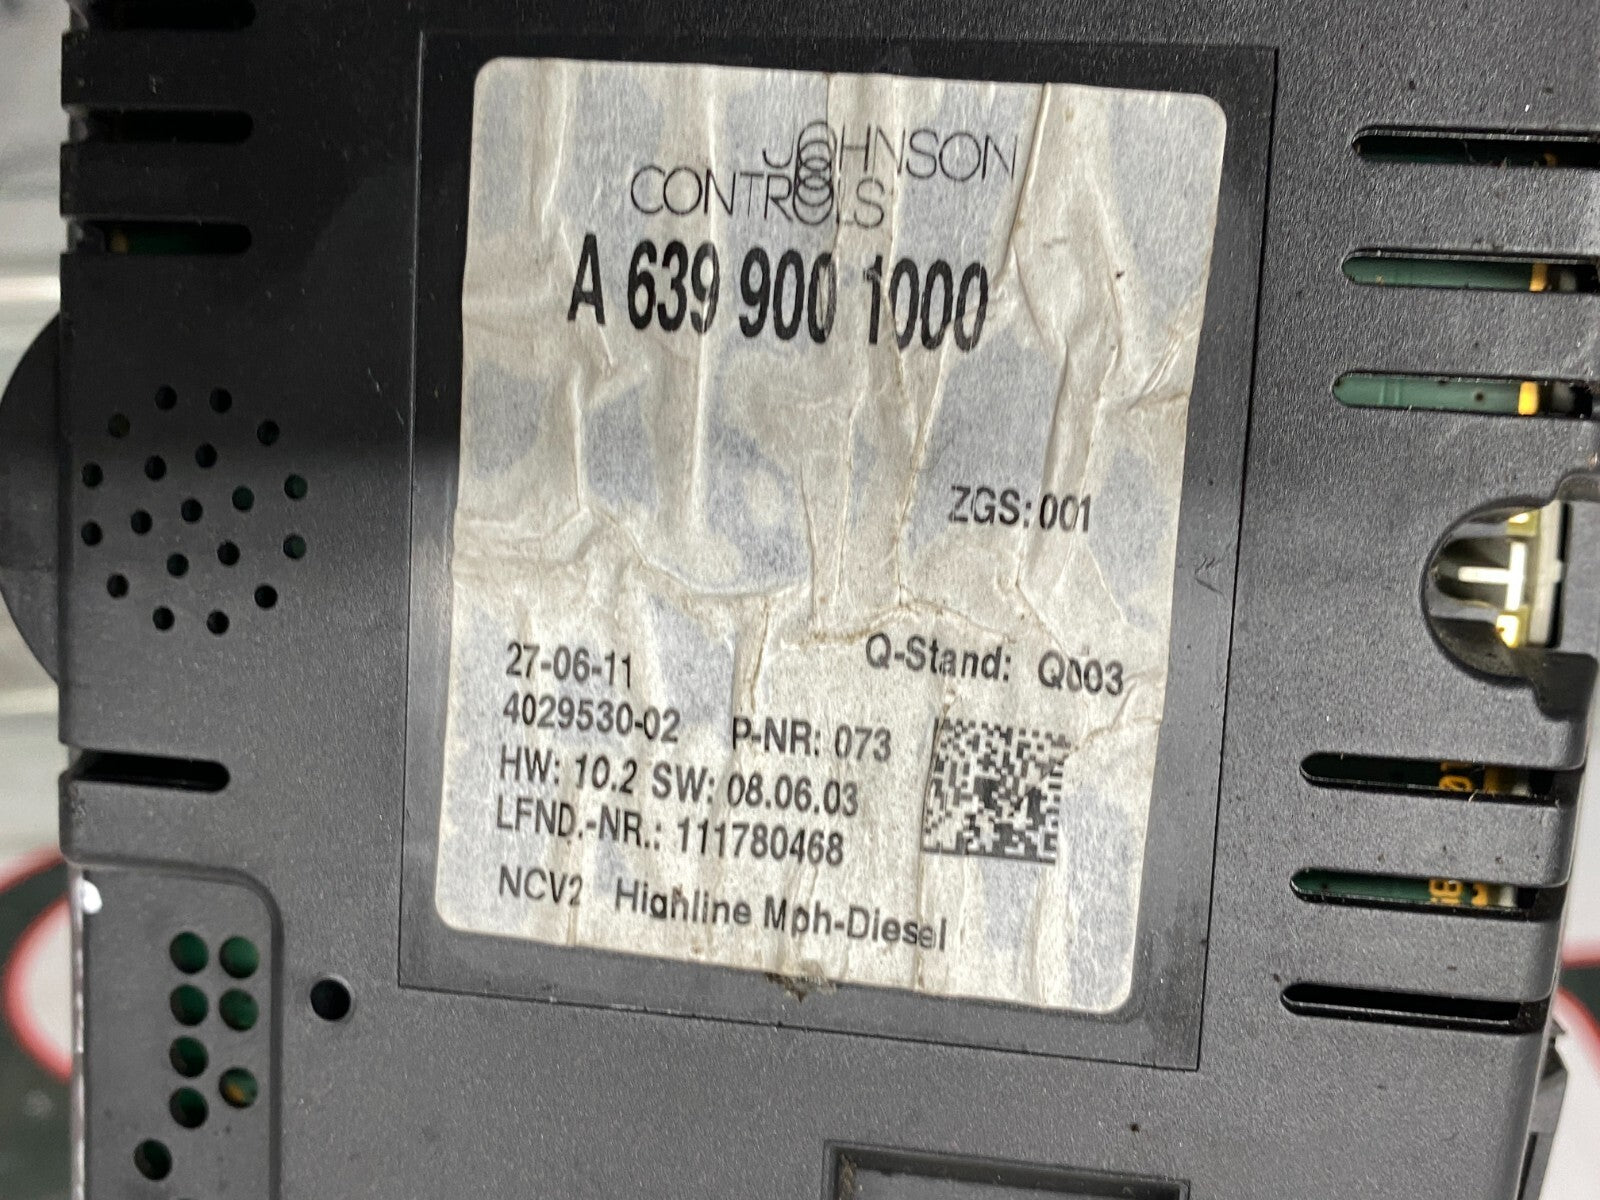 JOHNSON
CONTROLS
A 639 900 1000
ZGS: 001
27-06-11
Q-Stand: Q003
4029530-02 P-NR: 073
HW: 10.2 SW: 08.06.03
LFND.-NR.: 111780468
NCV2 Highline Mph-Diesel